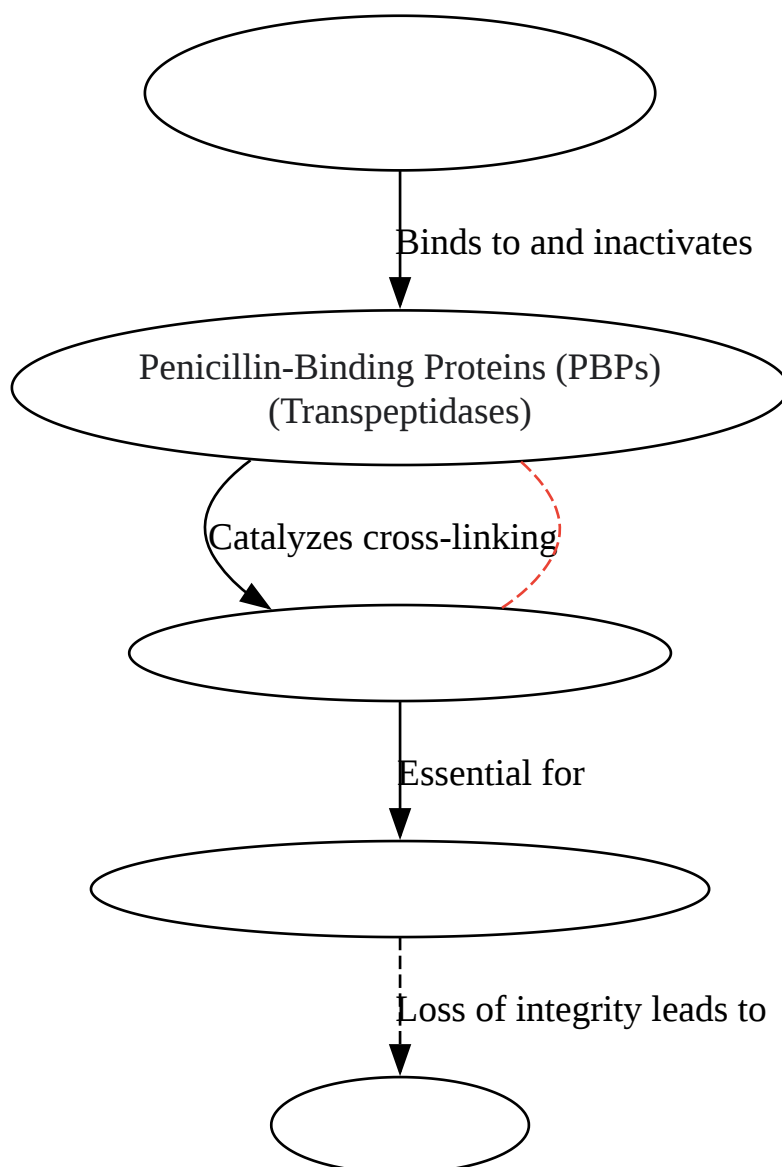 Binds to and inactivates
Penicillin-Binding Proteins (PBPs)
(Transpeptidases)
Catalyzes cross-linking
Essential for
Loss of integrity leads to